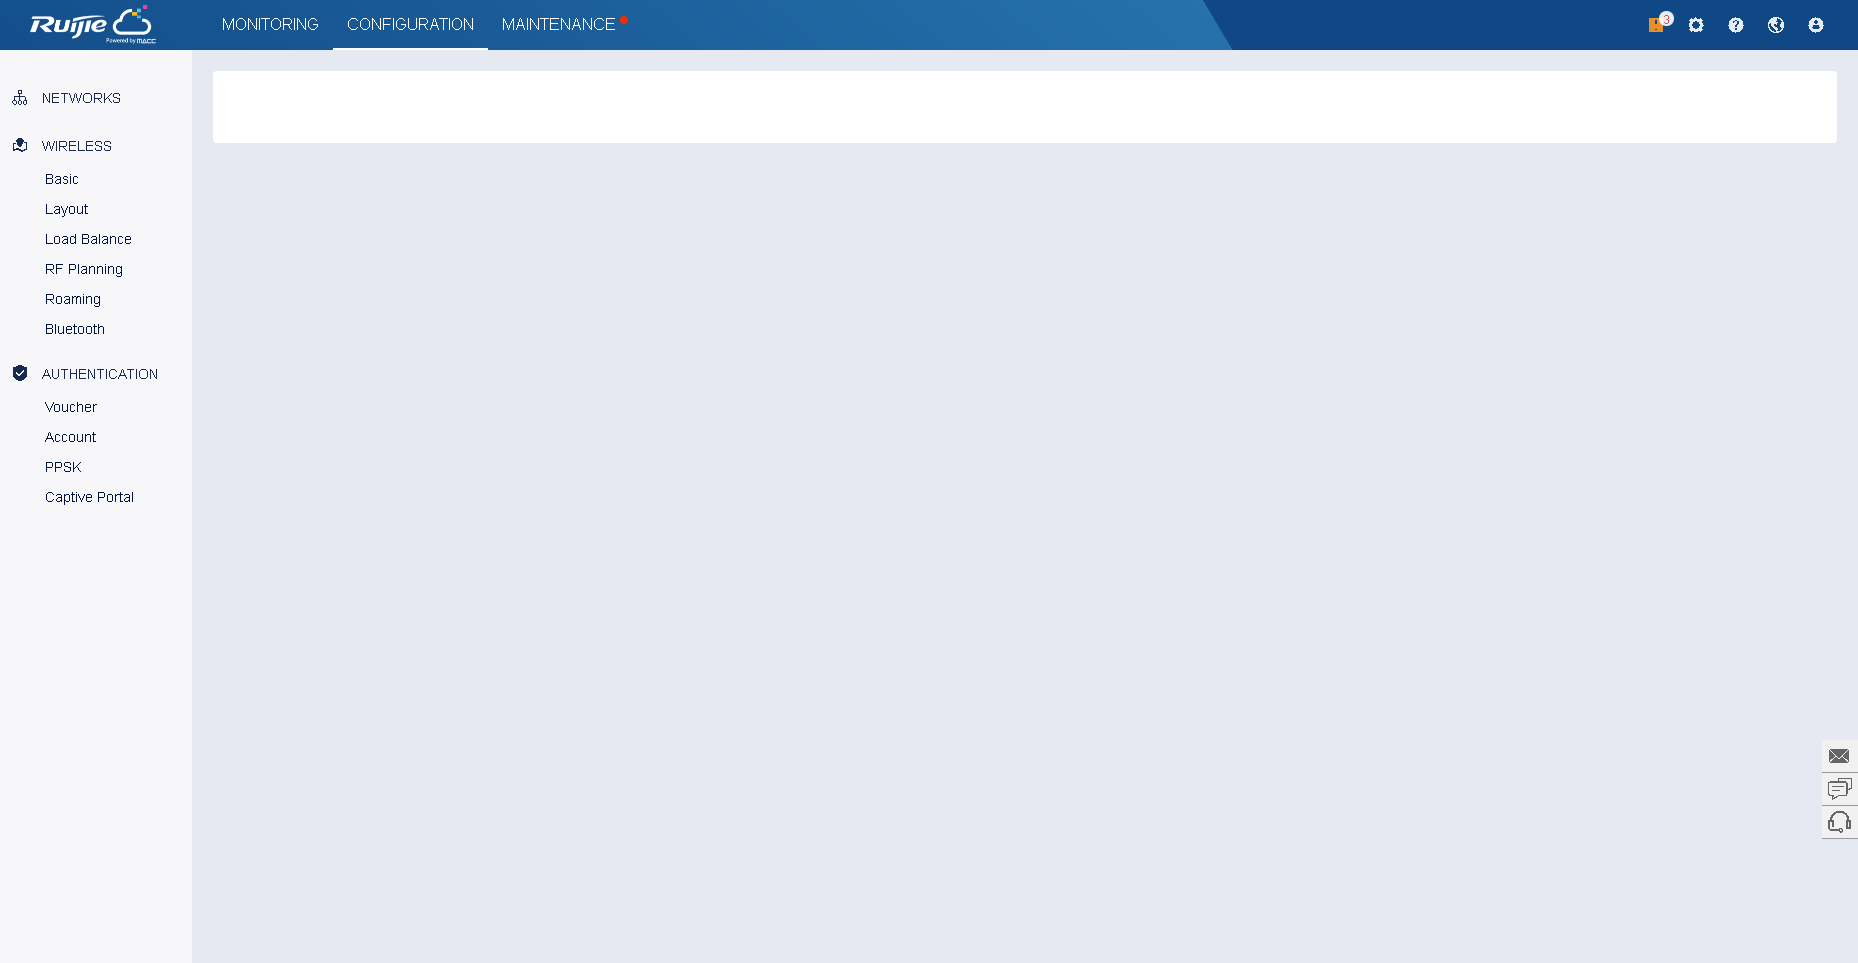 Ruijie
Powered by MACC
MONITORING CONFIGURATION MAINTENANCE
3
NETWORKS
WIRELESS
Basic
Layout
Load Balance
RF Planning
Roaming
Bluetooth
AUTHENTICATION
Voucher
Account
PPSK
Captive Portal